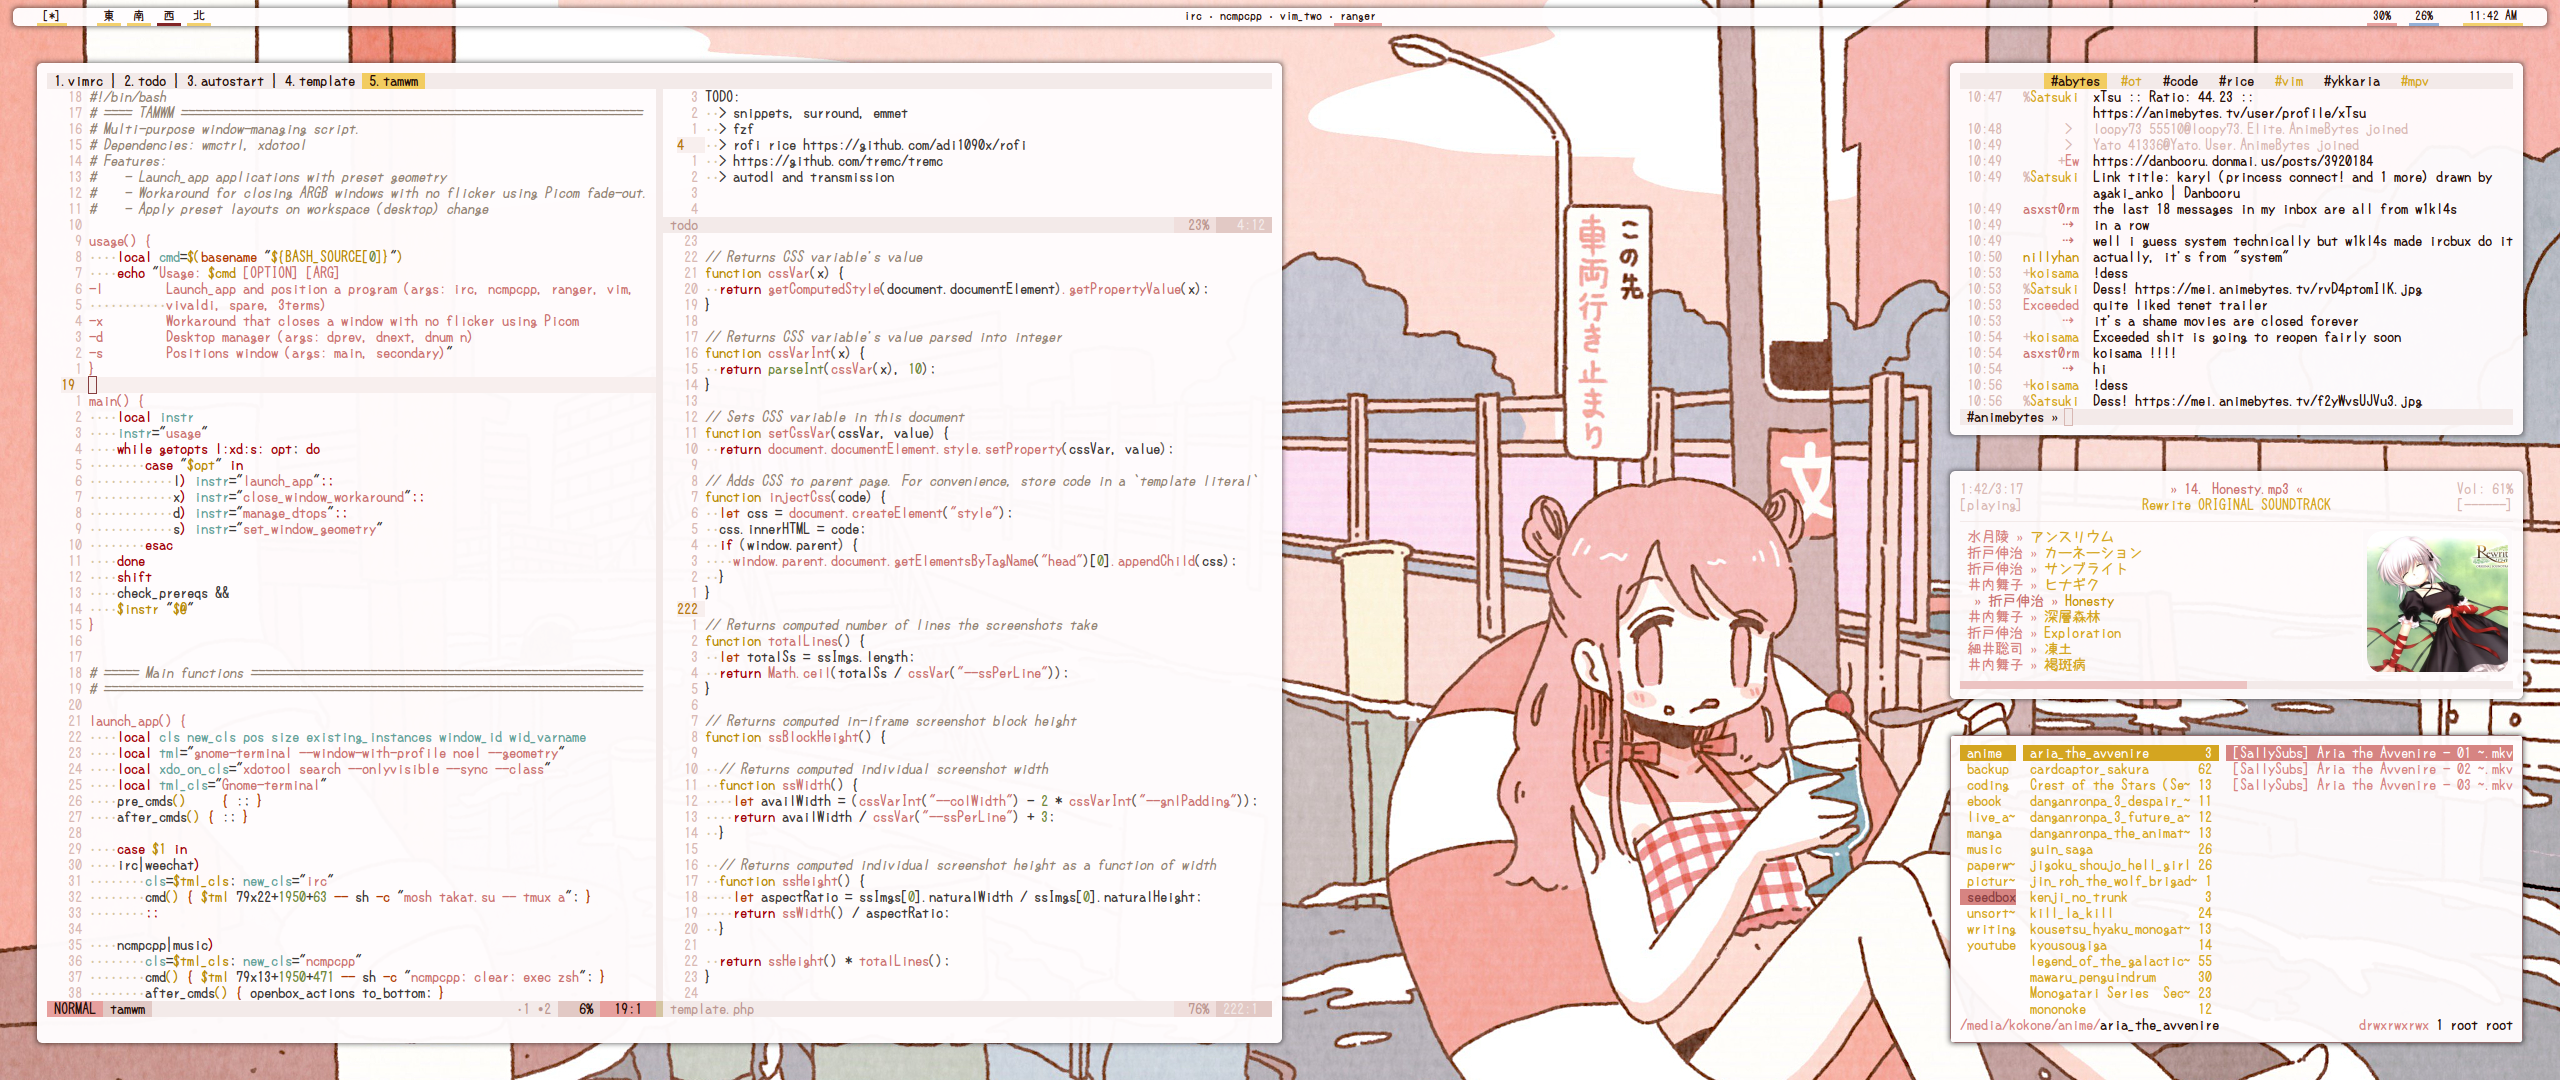 [*] 東 南 西 北
irc · ncmpcpp · vim_two · ranger
30% 26% 11:42 AM
1.vimrc | 2.todo | 3.autostart | 4.template 5.tamwm
18 #!/bin/bash
17 # ==== TAMWM ====
16 # Multi-purpose window-managing script.
15 # Dependencies: wmctrl, xdotool
14 # Features:
13 # - Launch_app applications with preset geometry
12 # - Workaround for closing ARGB windows with no flicker using Picom fade-out.
11 # - Apply preset layouts on workspace (desktop) change
10
9 usage() {
8 ····local cmd=$(basename "${BASH_SOURCE[0]}")
7 ····echo "Usage: $cmd [OPTION] [ARG]
6 -l Launch_app and position a program (args: irc, ncmpcpp, ranger, vim,
5 ···········vivaldi, spare, 3terms)
4 -x Workaround that closes a window with no flicker using Picom
3 -d Desktop manager (args: dprev, dnext, dnum n)
2 -s Positions window (args: main, secondary)"
1 }
19
1 main() {
2 ····local instr
3 ····instr="usage"
4 ····while getopts l:xd:s: opt; do
5 ········case "$opt" in
6 ············l) instr="launch_app";;
7 ············x) instr="close_window_workaround";;
8 ············d) instr="manage_dtops";;
9 ············s) instr="set_window_geometry"
10 ········esac
11 ····done
12 ····shift
13 ····check_prereqs &&
14 ····$instr "$@"
15 }
16
17
18 # ===== Main functions =====
19 # =====
20
21 launch_app() {
22 ····local cls new_cls pos size existing_instances window_id wid_varname
23 ····local tml="gnome-terminal --window-with-profile noel --geometry"
24 ····local xdo_on_cls="xdotool search --onlyvisible --sync --class"
25 ····local tml_cls="Gnome-terminal"
26 ····pre_cmds() { :; }
27 ····after_cmds() { :; }
28
29 ····case $1 in
30 ····irc|weechat)
31 ········cls=$tml_cls; new_cls="irc"
32 ········cmd() { $tml 79x22+1950+63 -- sh -c "mosh takat.su -- tmux a"; }
33 ········;;
34
35 ····ncmpcpp|music)
36 ········cls=$tml_cls; new_cls="ncmpcpp"
37 ········cmd() { $tml 79x13+1950+471 -- sh -c "ncmpcpp; clear; exec zsh"; }
38 ········after_cmds() { openbox_actions to_bottom; }
NORMAL tamwm ·1 •2 6% 19:1
3 TODO:
2 ··> snippets, surround, emmet
1 ··> fzf
4 ··> rofi rice https://github.com/adi1090x/rofi
1 ··> https://github.com/tremc/tremc
2 ··> autodl and transmission
3
4
todo 23% 4:12
23
22 // Returns CSS variable's value
21 function cssVar(x) {
20 ··return getComputedStyle(document.documentElement).getPropertyValue(x);
19 }
18
17 // Returns CSS variable's value parsed into integer
16 function cssVarInt(x) {
15 ··return parseInt(cssVar(x), 10);
14 }
13
12 // Sets CSS variable in this document
11 function setCssVar(cssVar, value) {
10 ··return document.documentElement.style.setProperty(cssVar, value);
9
8 // Adds CSS to parent page. For convenience, store code in a `template literal`
7 function injectCss(code) {
6 ··let css = document.createElement("style");
5 ··css.innerHTML = code;
4 ··if (window.parent) {
3 ····window.parent.document.getElementsByTagName("head")[0].appendChild(css);
2 ··}
1 }
222
1 // Returns computed number of lines the screenshots take
2 function totalLines() {
3 ··let totalSs = ssImgs.length;
4 ··return Math.ceil(totalSs / cssVar("--ssPerLine"));
5 }
6
7 // Returns computed in-iframe screenshot block height
8 function ssBlockHeight() {
9
10 ··// Returns computed individual screenshot width
11 ··function ssWidth() {
12 ····let availWidth = (cssVarInt("--colWidth") - 2 * cssVarInt("--gnlPadding"));
13 ····return availWidth / cssVar("--ssPerLine") + 3;
14 ··}
15
16 ··// Returns computed individual screenshot height as a function of width
17 ··function ssHeight() {
18 ····let aspectRatio = ssImgs[0].naturalWidth / ssImgs[0].naturalHeight;
19 ····return ssWidth() / aspectRatio;
20 ··}
21
22 ··return ssHeight() * totalLines();
23 }
24
template.php 76% 222:1
この先
車両行き止まり
文
#abytes #ot #code #rice #vim #ykkaria #mpv
10:47 %Satsuki xTsu :: Ratio: 44.23 ::
https://animebytes.tv/user/profile/xTsu
10:48 > loopy73 55510@loopy73.Elite.AnimeBytes joined
10:49 > Yato 41336@Yato.User.AnimeBytes joined
10:49 +Ew https://danbooru.donmai.us/posts/3920184
10:49 %Satsuki Link title: karyl (princess connect! and 1 more) drawn by
agaki_anko | Danbooru
10:49 asxst0rm the last 18 messages in my inbox are all from w1kl4s
10:49 ⇢ in a row
10:49 ⇢ well i guess system technically but w1kl4s made ircbux do it
10:50 nillyhan actually, it's from "system"
10:53 +koisama !dess
10:53 %Satsuki Dess! https://mei.animebytes.tv/rvD4ptomI1K.jpg
10:53 Exceeded quite liked tenet trailer
10:53 ⇢ it's a shame movies are closed forever
10:54 +koisama Exceeded shit is going to reopen fairly soon
10:54 asxst0rm koisama !!!!
10:54 ⇢ hi
10:56 +koisama !dess
10:56 %Satsuki Dess! https://mei.animebytes.tv/f2yWvsUJVu3.jpg
#animebytes »
1:42/3:17 » 14. Honesty.mp3 « Vol: 61%
[playing] Rewrite ORIGINAL SOUNDTRACK [------]
水月陵 » アンスリウム
折戸伸治 » カーネーション
折戸伸治 » サンブライト
井内舞子 » ヒナギク
» 折戸伸治 » Honesty
井内舞子 » 深層森林
折戸伸治 » Exploration
細井聡司 » 凍土
井内舞子 » 褐斑病
Rewrite
anime aria_the_avvenire 3 [SallySubs] Aria the Avvenire - 01 ~.mkv
backup cardcaptor_sakura 62 [SallySubs] Aria the Avvenire - 02 ~.mkv
coding Crest of the Stars (Se~ 13 [SallySubs] Aria the Avvenire - 03 ~.mkv
ebook danganronpa_3_despair_~ 11
live_a~ danganronpa_3_future_a~ 12
manga danganronpa_the_animat~ 13
music guin_saga 26
paperw~ jigoku_shoujo_hell_girl 26
pictur~ jin_roh_the_wolf_brigad~ 1
seedbox kenji_no_trunk 3
unsort~ kill_la_kill 24
writing kousetsu_hyaku_monogat~ 13
youtube kyousougiga 14
legend_of_the_galactic~ 55
mawaru_penguindrum 30
Monogatari Series Sec~ 23
mononoke 12
/media/kokone/anime/aria_the_avvenire drwxrwxrwx 1 root root